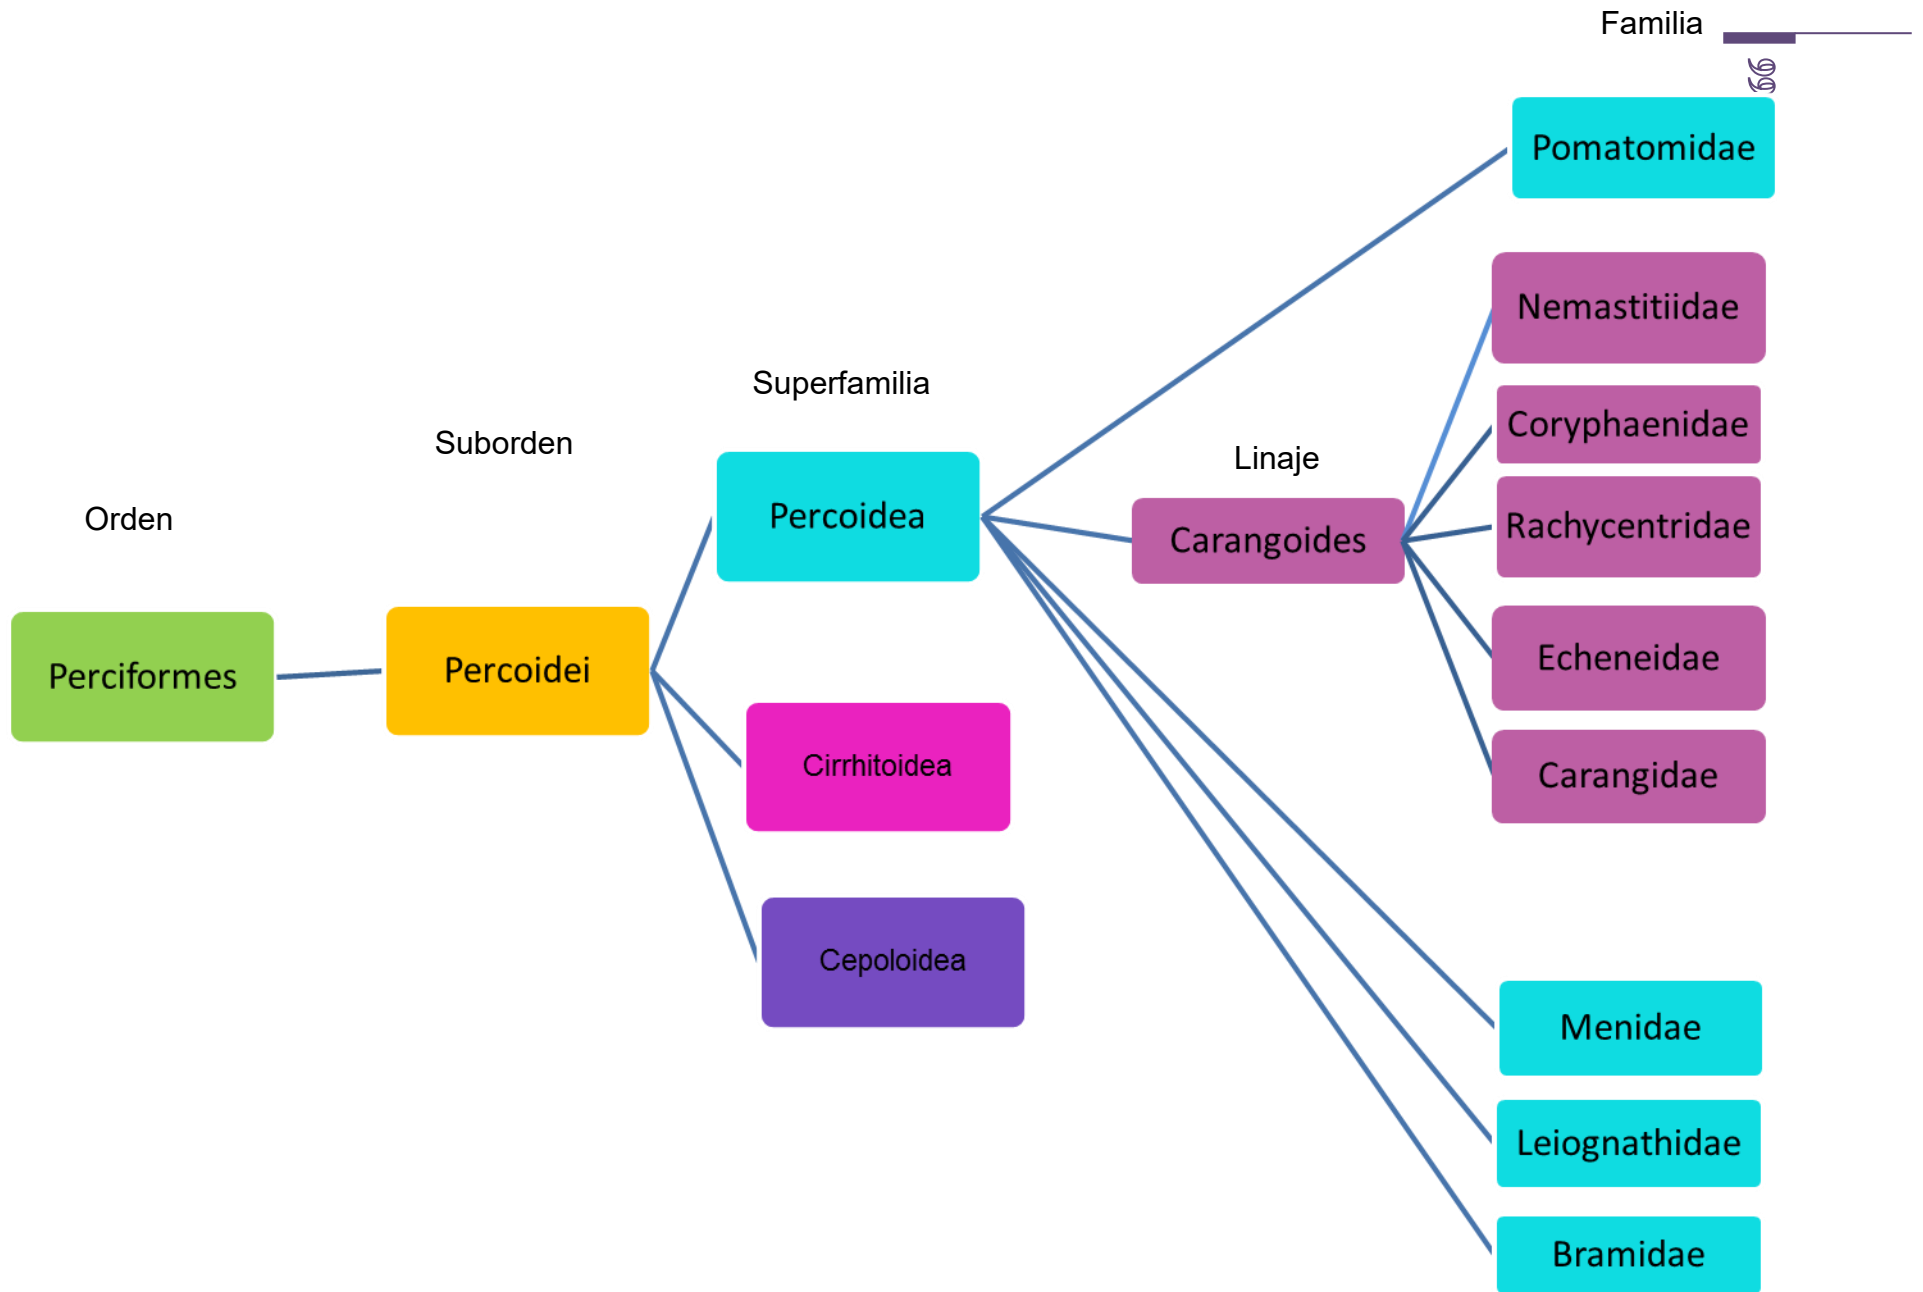 Familia
Pomatomidae
Nemastitiidae
Superfamilia
Coryphaenidae
Suborden
Linaje
Percoidea
Orden
Carangoides
Rachycentridae
Perciformes
Percoidei
Echeneidae
Cirrhitoidea
Carangidae
Cepoloidea
Menidae
Leiognathidae
Bramidae